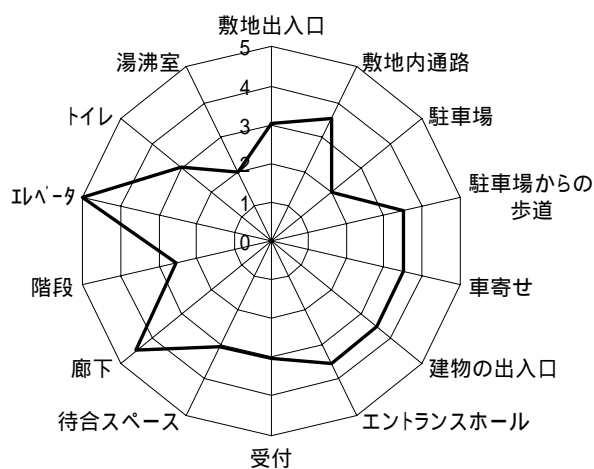 敷地出入口
敷地内通路
駐車場
駐車場からの
歩道
車寄せ
建物の出入口
エントランスホール
受付
待合スペース
廊下
階段
ｴﾚﾍﾞｰﾀ
トイレ
湯沸室
5
4
3
2
1
0